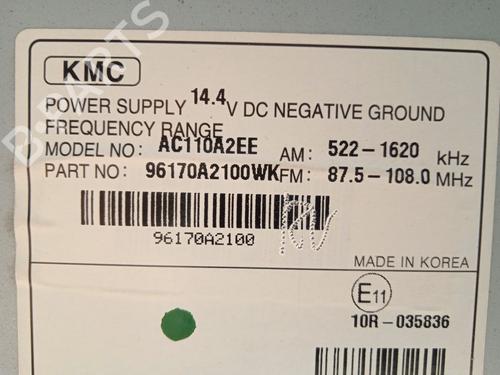 KMC
POWER SUPPLY 14.4 V DC NEGATIVE GROUND
FREQUENCY RANGE
MODEL NO: AC110A2EE AM: 522-1620 kHz
PART NO: 96170A2100WK FM: 87.5-108.0 MHz
96170A2100
MADE IN KOREA
E11
10R-035836
B-PARTS